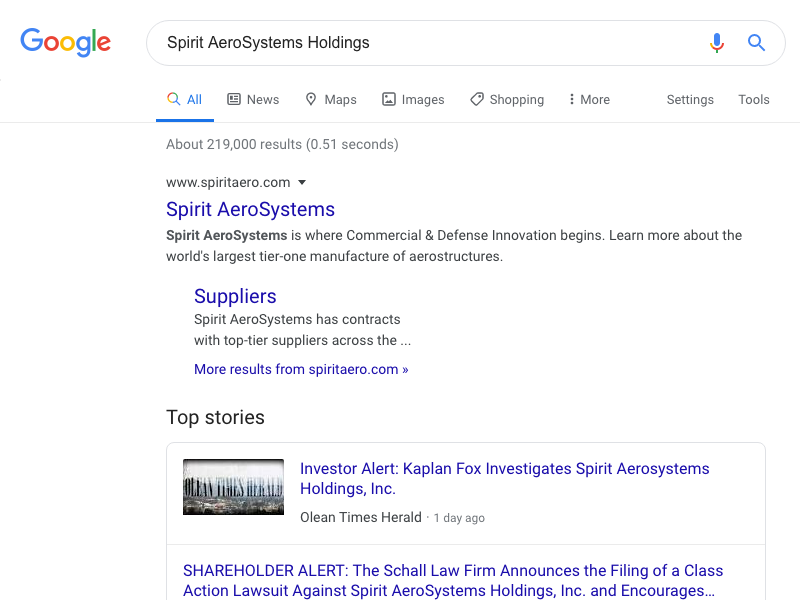 Google
Spirit AeroSystems Holdings
All News Maps Images Shopping More Settings Tools
About 219,000 results (0.51 seconds)
www.spiritaero.com
Spirit AeroSystems
Spirit AeroSystems is where Commercial & Defense Innovation begins. Learn more about the
world's largest tier-one manufacture of aerostructures.
Suppliers
Spirit AeroSystems has contracts
with top-tier suppliers across the ...
More results from spiritaero.com »
Top stories
OLEAN TIMES HERALD
Investor Alert: Kaplan Fox Investigates Spirit Aerosystems
Holdings, Inc.
Olean Times Herald · 1 day ago
SHAREHOLDER ALERT: The Schall Law Firm Announces the Filing of a Class
Action Lawsuit Against Spirit AeroSystems Holdings, Inc. and Encourages…